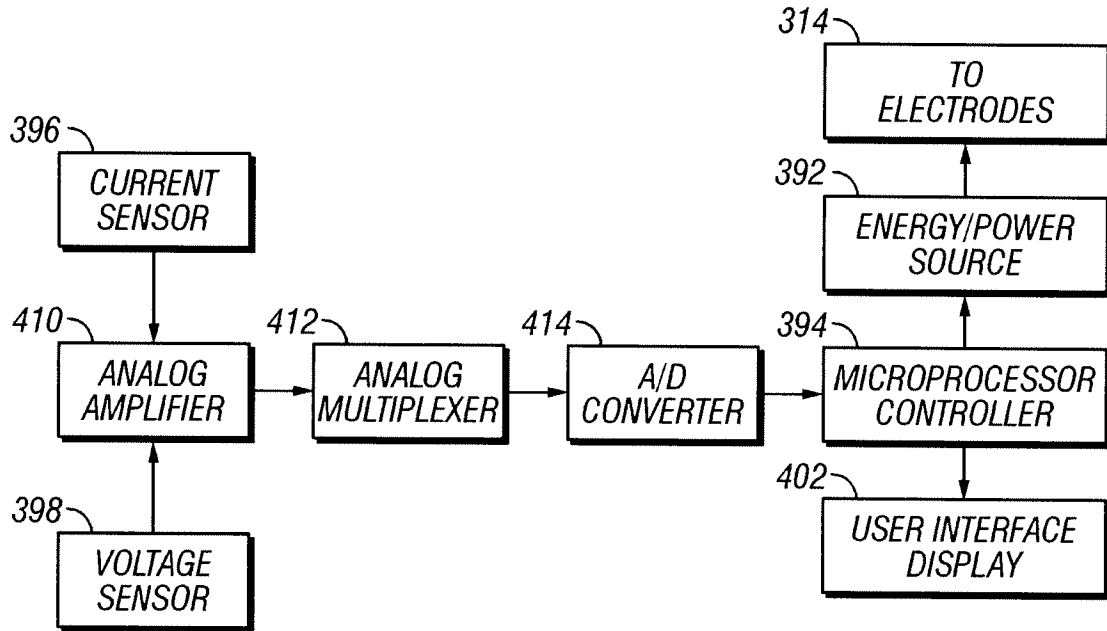 314
TO
ELECTRODES
396
CURRENT
SENSOR
392
ENERGY/POWER
SOURCE
410
ANALOG
AMPLIFIER
412
ANALOG
MULTIPLEXER
414
A/D
CONVERTER
394
MICROPROCESSOR
CONTROLLER
398
VOLTAGE
SENSOR
402
USER INTERFACE
DISPLAY